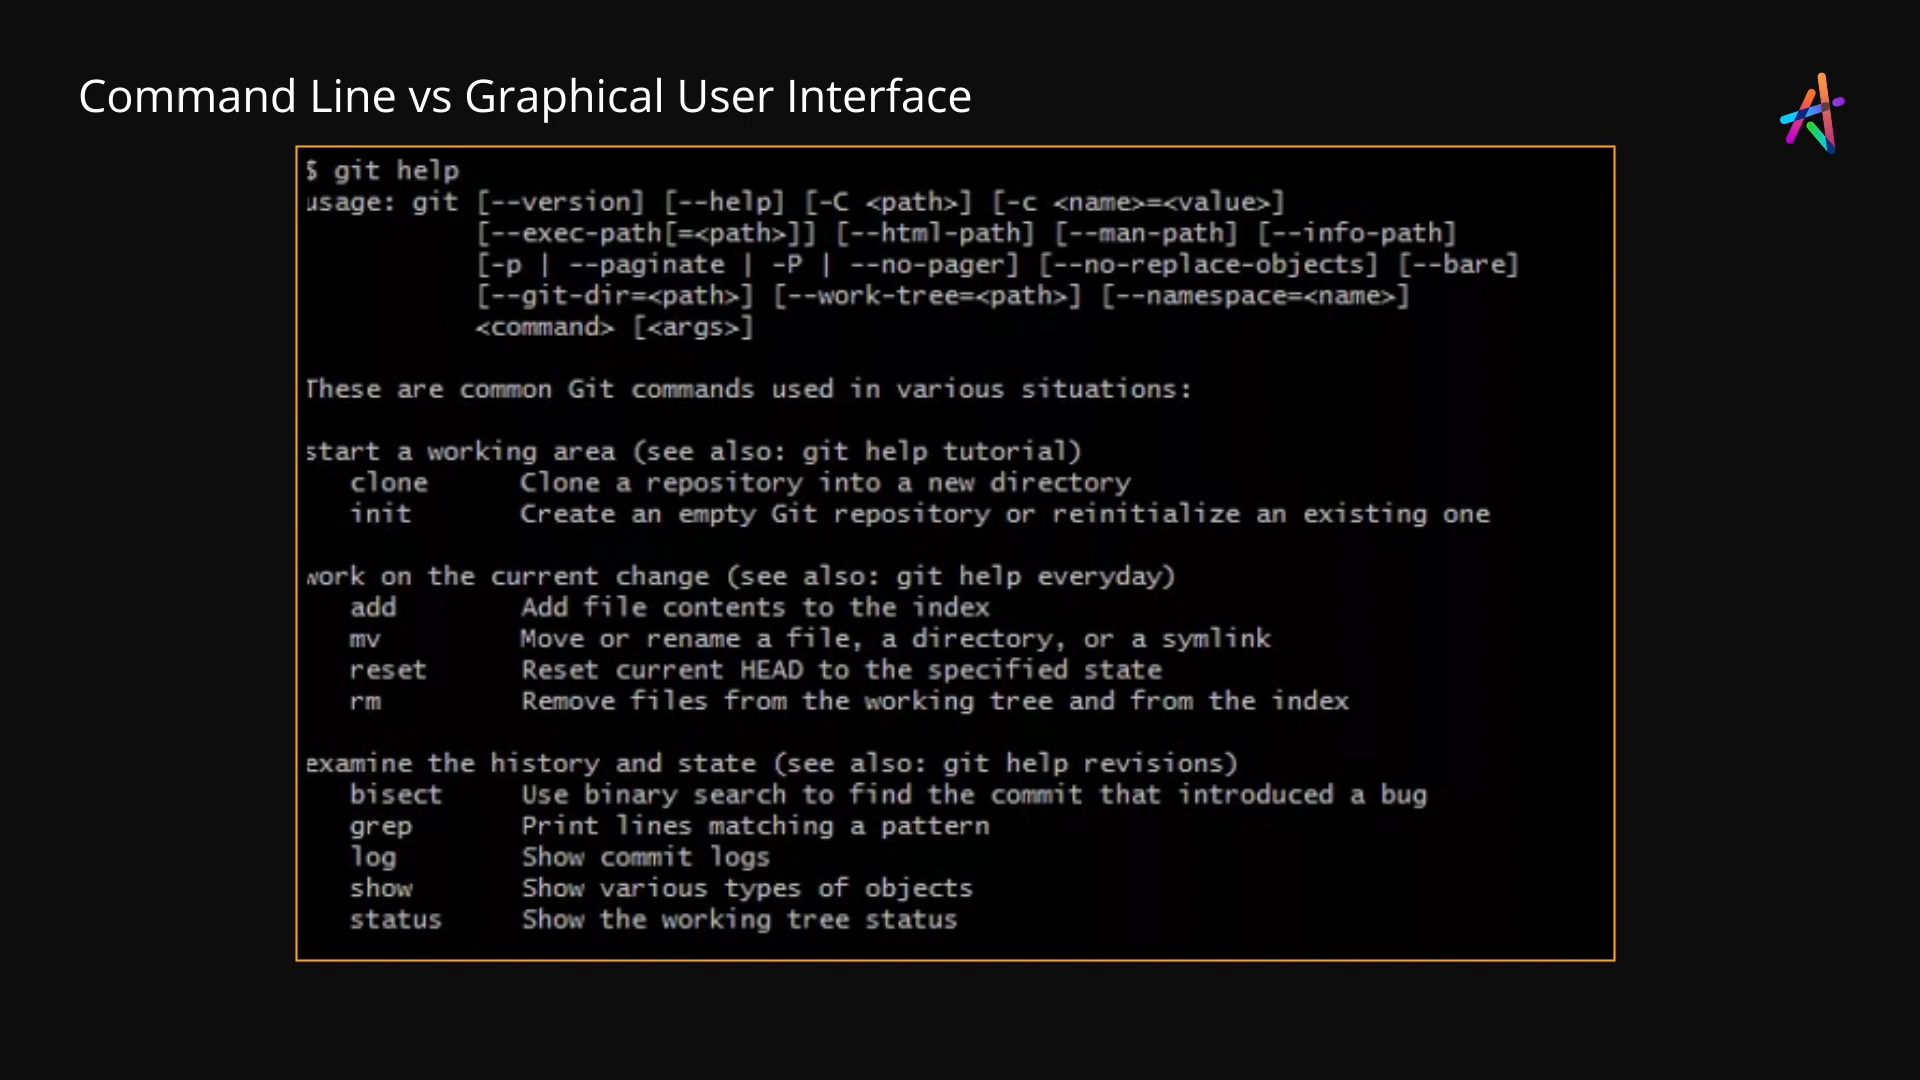 Command Line vs Graphical User Interface
$ git help
usage: git [--version] [--help] [-C <path>] [-c <name>=<value>]
[--exec-path[=<path>]] [--html-path] [--man-path] [--info-path]
[-p | --paginate | -P | --no-pager] [--no-replace-objects] [--bare]
[--git-dir=<path>] [--work-tree=<path>] [--namespace=<name>]
<command> [<args>]
These are common Git commands used in various situations:
start a working area (see also: git help tutorial)
clone Clone a repository into a new directory
init Create an empty Git repository or reinitialize an existing one
work on the current change (see also: git help everyday)
add Add file contents to the index
mv Move or rename a file, a directory, or a symlink
reset Reset current HEAD to the specified state
rm Remove files from the working tree and from the index
examine the history and state (see also: git help revisions)
bisect Use binary search to find the commit that introduced a bug
grep Print lines matching a pattern
log Show commit logs
show Show various types of objects
status Show the working tree status